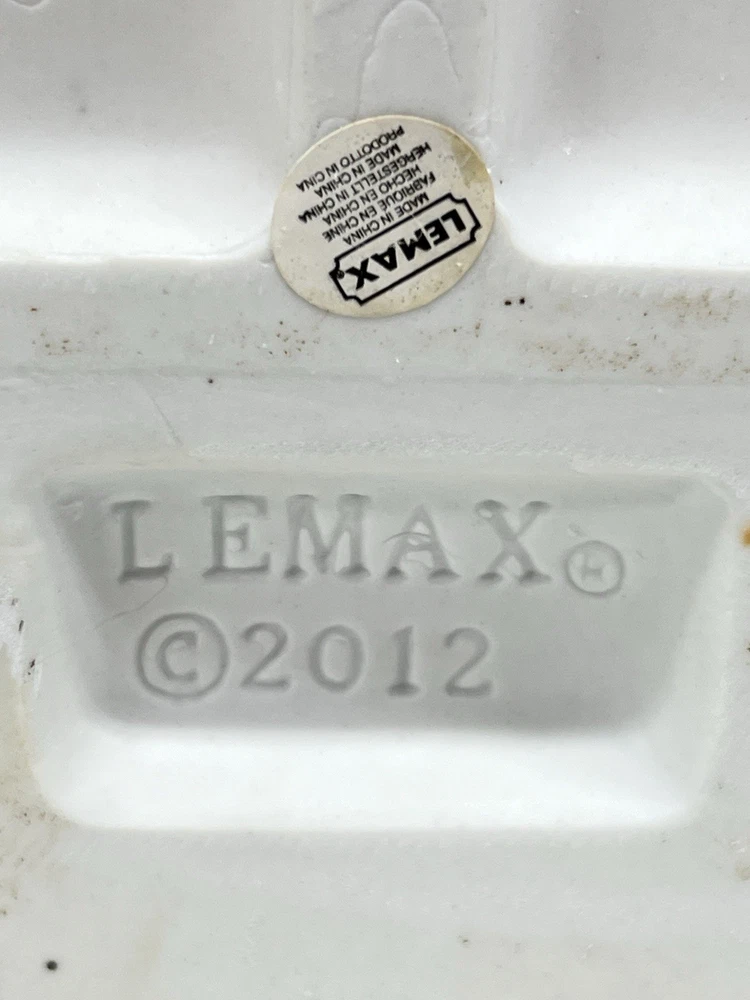 LEMAX®
MADE IN CHINA
FABRIQUE EN CHINE
HECHO EN CHINA
HERGESTELLT IN CHINA
MADE IN CHINA
PRODOTTO IN CINA
LEMAX®
©2012